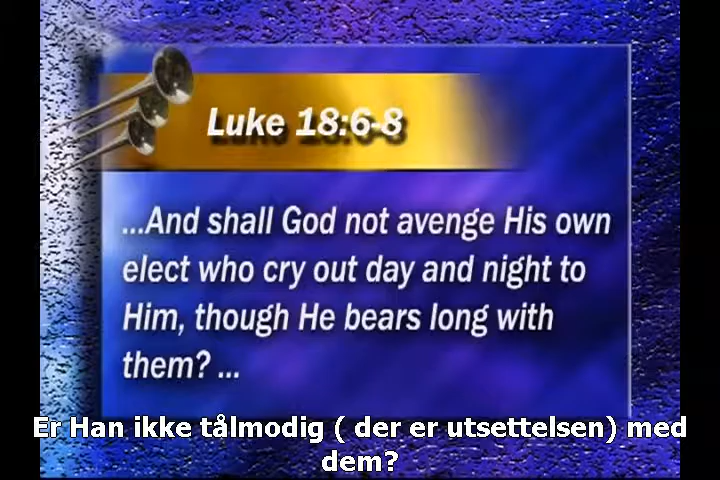 Luke 18:6-8
...And shall God not avenge His own
elect who cry out day and night to
Him, though He bears long with
them? ...
Er Han ikke tålmodig ( der er utsettelsen) med
dem?